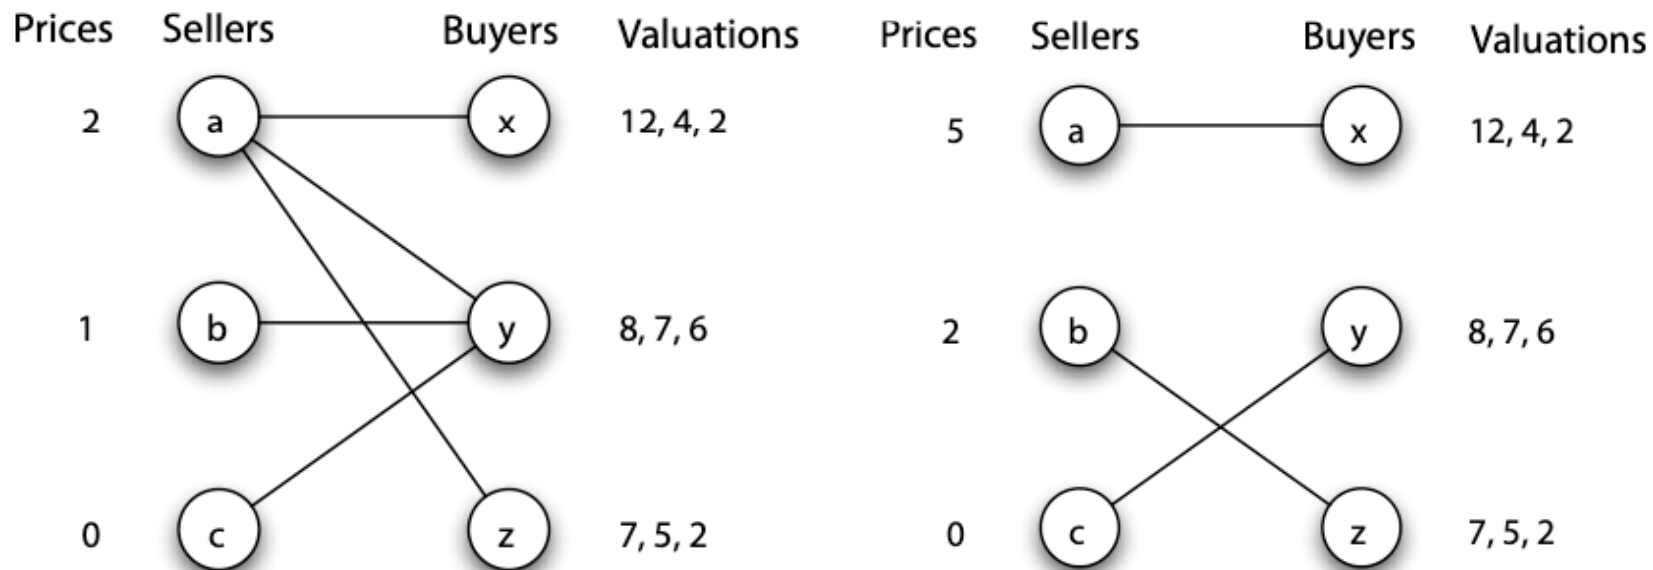 Prices Sellers Buyers Valuations
2 a x 12, 4, 2
1 b y 8, 7, 6
0 c z 7, 5, 2
Prices Sellers Buyers Valuations
5 a x 12, 4, 2
2 b y 8, 7, 6
0 c z 7, 5, 2